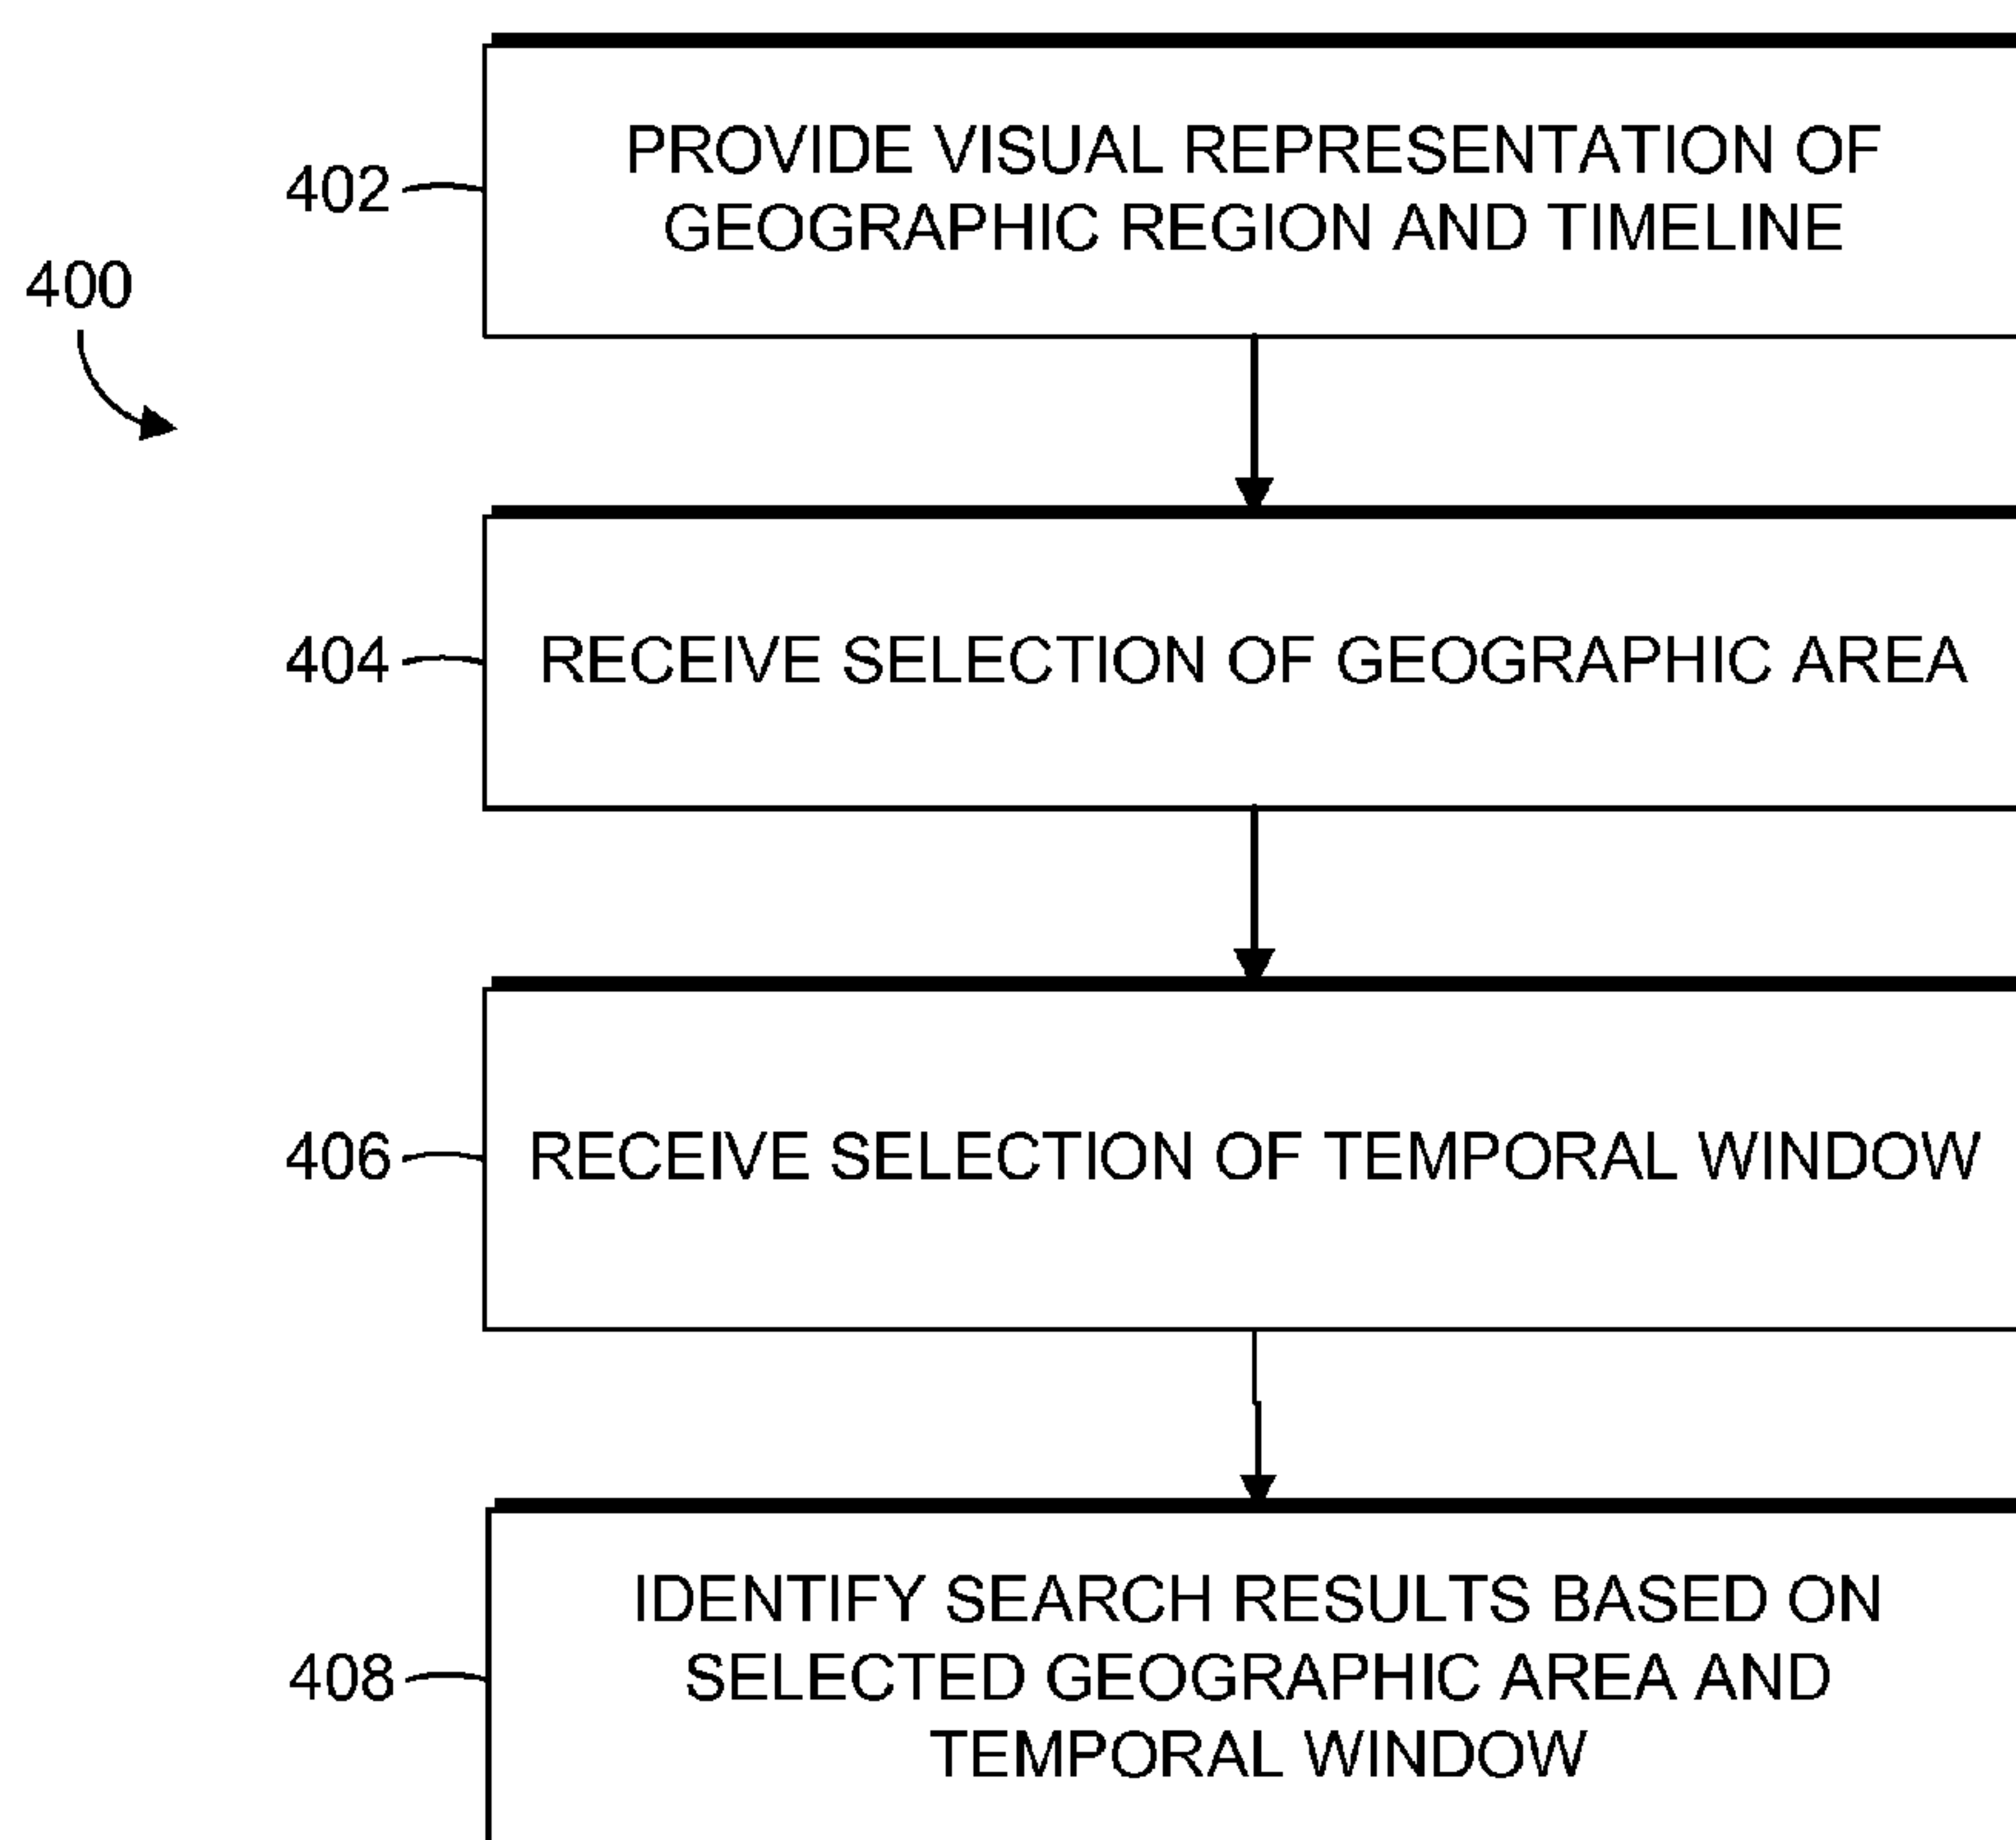 PROVIDE VISUAL REPRESENTATION OF
GEOGRAPHIC REGION AND TIMELINE
402
400
404
RECEIVE SELECTION OF GEOGRAPHIC AREA
406
RECEIVE SELECTION OF TEMPORAL WINDOW
IDENTIFY SEARCH RESULTS BASED ON
408
SELECTED GEOGRAPHIC AREA AND
TEMPORAL WINDOW